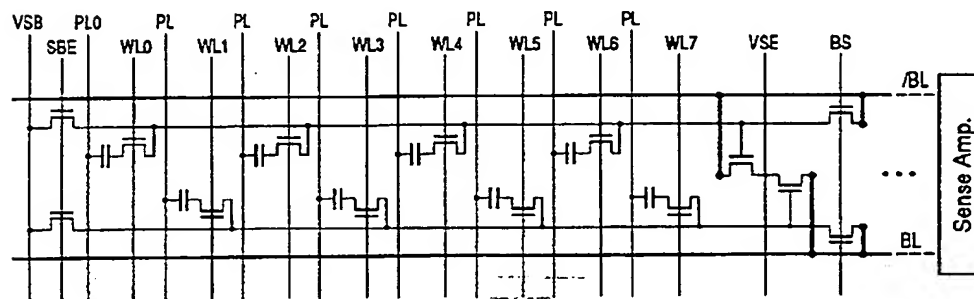 VSB PL0 PL PL PL PL PL PL PL
SBE WL0 WL1 WL2 WL3 WL4 WL5 WL6 WL7 VSE BS
/BL
Sense Amp.
BL